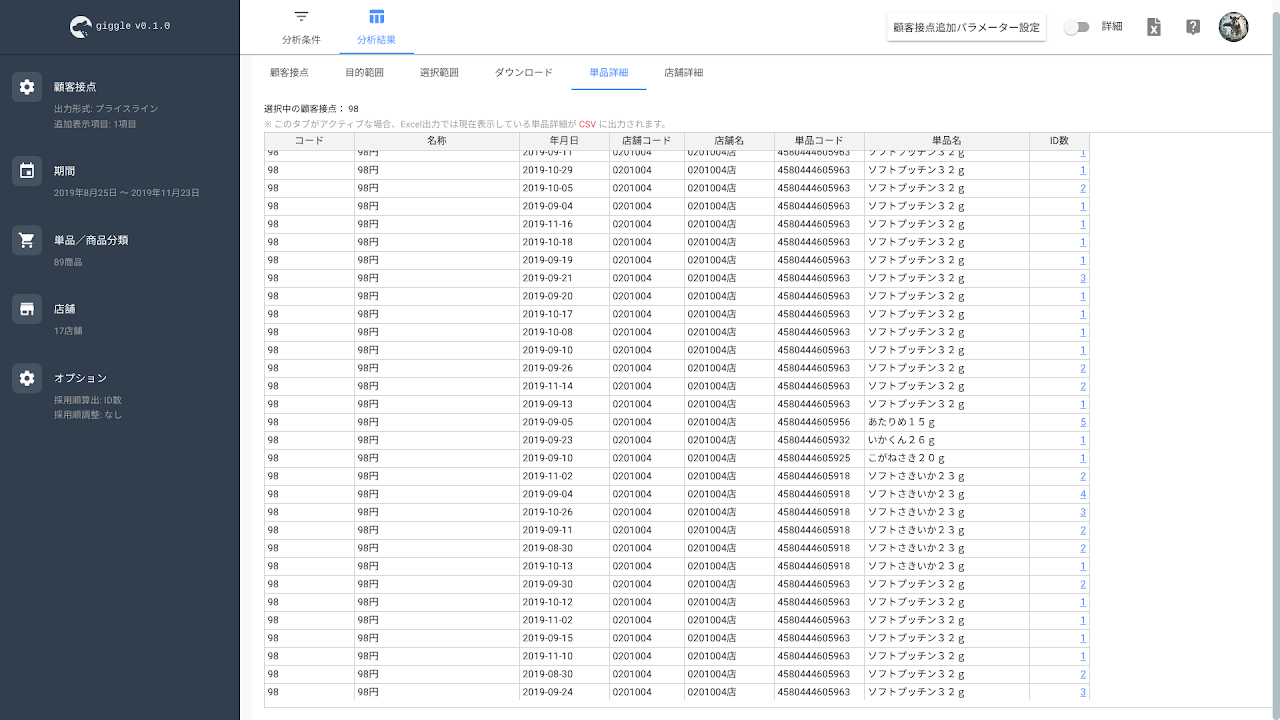 giggle v0.1.0
分析条件
分析結果
顧客接点追加パラメーター設定
詳細
顧客接点
出力形式: プライスライン
追加表示項目: 1項目
期間
2019年8月25日 〜 2019年11月23日
単品／商品分類
89商品
店舗
17店舗
オプション
採用順算出: ID数
採用順調整: なし
顧客接点 目的範囲 選択範囲 ダウンロード 単品詳細 店舗詳細
選択中の顧客接点： 98
※ このタブがアクティブな場合、Excel出力では現在表示している単品詳細が CSV に出力されます。
コード 名称 年月日 店舗コード 店舗名 単品コード 単品名 ID数
98 98円 2019-09-11 0201004 0201004店 4580444605963 ソフトプッチン３２ｇ 1
98 98円 2019-10-29 0201004 0201004店 4580444605963 ソフトプッチン３２ｇ 1
98 98円 2019-10-05 0201004 0201004店 4580444605963 ソフトプッチン３２ｇ 2
98 98円 2019-09-04 0201004 0201004店 4580444605963 ソフトプッチン３２ｇ 1
98 98円 2019-11-16 0201004 0201004店 4580444605963 ソフトプッチン３２ｇ 1
98 98円 2019-10-18 0201004 0201004店 4580444605963 ソフトプッチン３２ｇ 1
98 98円 2019-09-19 0201004 0201004店 4580444605963 ソフトプッチン３２ｇ 1
98 98円 2019-09-21 0201004 0201004店 4580444605963 ソフトプッチン３２ｇ 3
98 98円 2019-09-20 0201004 0201004店 4580444605963 ソフトプッチン３２ｇ 1
98 98円 2019-10-17 0201004 0201004店 4580444605963 ソフトプッチン３２ｇ 1
98 98円 2019-10-08 0201004 0201004店 4580444605963 ソフトプッチン３２ｇ 1
98 98円 2019-09-10 0201004 0201004店 4580444605963 ソフトプッチン３２ｇ 1
98 98円 2019-09-26 0201004 0201004店 4580444605963 ソフトプッチン３２ｇ 2
98 98円 2019-11-14 0201004 0201004店 4580444605963 ソフトプッチン３２ｇ 2
98 98円 2019-09-13 0201004 0201004店 4580444605963 ソフトプッチン３２ｇ 1
98 98円 2019-09-05 0201004 0201004店 4580444605956 あたりめ１５ｇ 5
98 98円 2019-09-23 0201004 0201004店 4580444605932 いかくん２６ｇ 1
98 98円 2019-09-10 0201004 0201004店 4580444605925 こがねさき２０ｇ 1
98 98円 2019-11-02 0201004 0201004店 4580444605918 ソフトさきいか２３ｇ 2
98 98円 2019-09-04 0201004 0201004店 4580444605918 ソフトさきいか２３ｇ 4
98 98円 2019-10-26 0201004 0201004店 4580444605918 ソフトさきいか２３ｇ 3
98 98円 2019-09-11 0201004 0201004店 4580444605918 ソフトさきいか２３ｇ 2
98 98円 2019-08-30 0201004 0201004店 4580444605918 ソフトさきいか２３ｇ 2
98 98円 2019-10-13 0201004 0201004店 4580444605918 ソフトさきいか２３ｇ 1
98 98円 2019-09-30 0201004 0201004店 4580444605963 ソフトプッチン３２ｇ 2
98 98円 2019-10-12 0201004 0201004店 4580444605963 ソフトプッチン３２ｇ 1
98 98円 2019-11-02 0201004 0201004店 4580444605963 ソフトプッチン３２ｇ 1
98 98円 2019-09-15 0201004 0201004店 4580444605963 ソフトプッチン３２ｇ 1
98 98円 2019-11-10 0201004 0201004店 4580444605963 ソフトプッチン３２ｇ 1
98 98円 2019-08-30 0201004 0201004店 4580444605963 ソフトプッチン３２ｇ 2
98 98円 2019-09-24 0201004 0201004店 4580444605963 ソフトプッチン３２ｇ 3